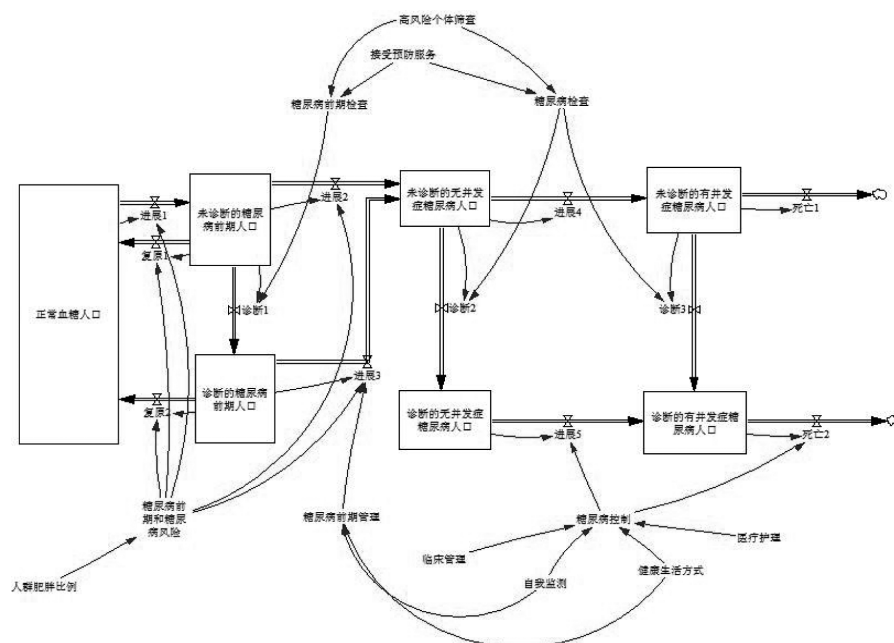 高风险个体筛查
接受预防服务
糖尿病前期检查
糖尿病检查
未诊断的糖尿
病前期人口
进展1
复原1
进展2
未诊断的无并发
症糖尿病人口
进展4
未诊断的有并发
症糖尿病人口
死亡1
正常血糖人口
诊断1
诊断2
诊断3
诊断的糖尿病
前期人口
进展3
复原2
诊断的无并发症
糖尿病人口
进展5
诊断的有并发症糖
尿病人口
死亡2
糖尿病前
期和糖尿
病风险
糖尿病前期管理
糖尿病控制
医疗护理
临床管理
自我监测
健康生活方式
人群肥胖比例